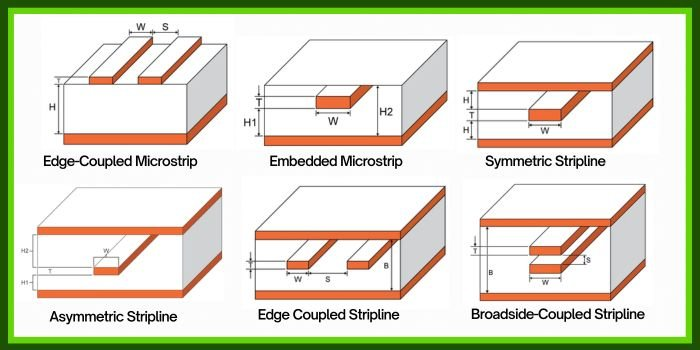 W S
T
H
Edge-Coupled Microstrip
T
H1
W
H2
Embedded Microstrip
H
T
H
W
Symmetric Stripline
H2
W
T
H1
Asymmetric Stripline
W
S
B
Edge Coupled Stripline
T
B
S
W
Broadside-Coupled Stripline